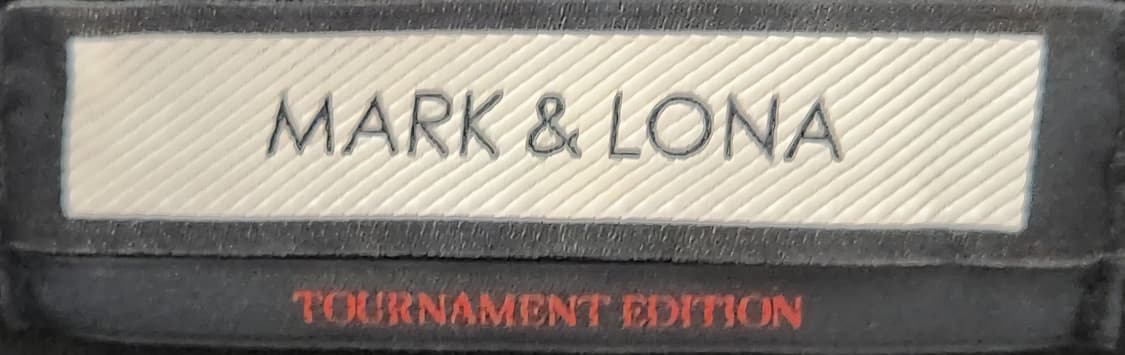 MARK & LONA
TOURNAMENT EDITION